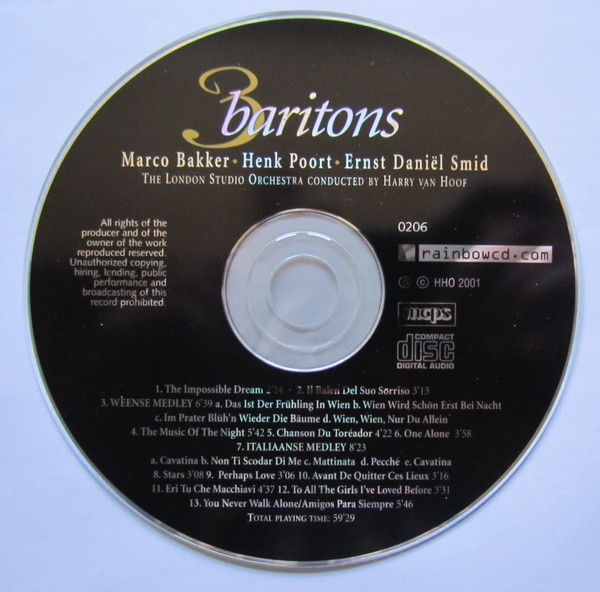 3 baritons
Marco Bakker • Henk Poort • Ernst Daniël Smid
THE LONDON STUDIO ORCHESTRA CONDUCTED BY HARRY VAN HOOF
All rights of the
producer and of the
owner of the work
reproduced reserved.
Unauthorized copying,
hiring, lending, public
performance and
broadcasting of this
record prohibited.
0206
rainbowcd.com
℗ © HHO 2001
mcps
COMPACT
disc
DIGITAL AUDIO
1. The Impossible Dream 2'24 • 2. Il Balen Del Suo Sorriso 3'13
3. WEENSE MEDLEY 6'39 a. Das Ist Der Frühling In Wien b. Wien Wird Schön Erst Bei Nacht
c. Im Prater Blüh'n Wieder Die Bäume d. Wien, Wien, Nur Du Allein
4. The Music Of The Night 5'42 5. Chanson Du Toréador 4'22 6. One Alone 3'58
7. ITALIAANSE MEDLEY 8'23
a. Cavatina b. Non Ti Scodar Di Me c. Mattinata d. Pecchè e. Cavatina
8. Stars 3'08 9. Perhaps Love 3'06 10. Avant De Quitter Ces Lieux 3'16
11. Eri Tu Che Macchiavi 4'37 12. To All The Girls I've Loved Before 3'31
13. You Never Walk Alone/Amigos Para Siempre 5'46
TOTAL PLAYING TIME: 59'29